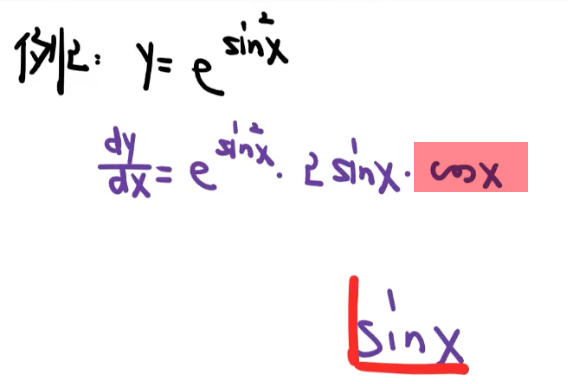 例2: y = e^{sin²x}
dy/dx = e^{sin²x} · 2 sinx · cosx
sinx